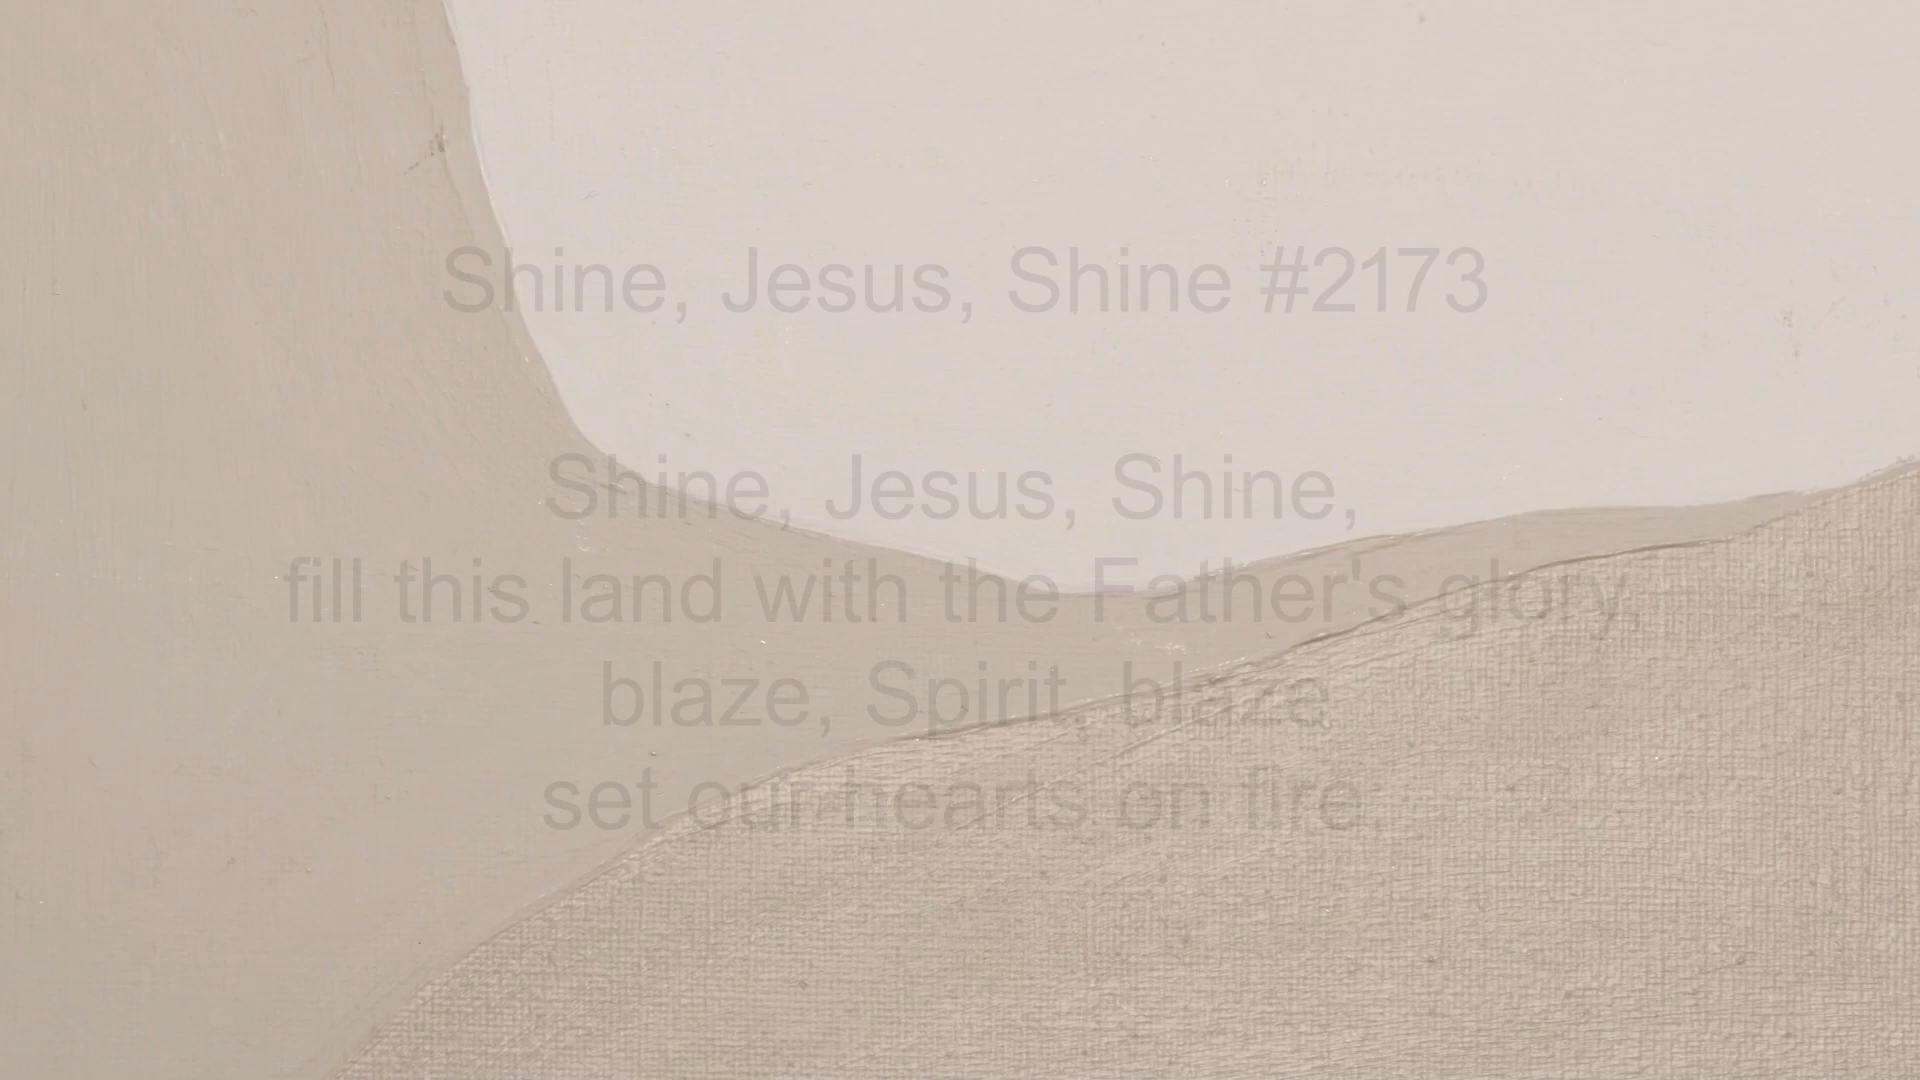 Shine, Jesus, Shine #2173
Shine, Jesus, Shine,
fill this land with the Father's glory,
blaze, Spirit, blaze
set our hearts on fire.